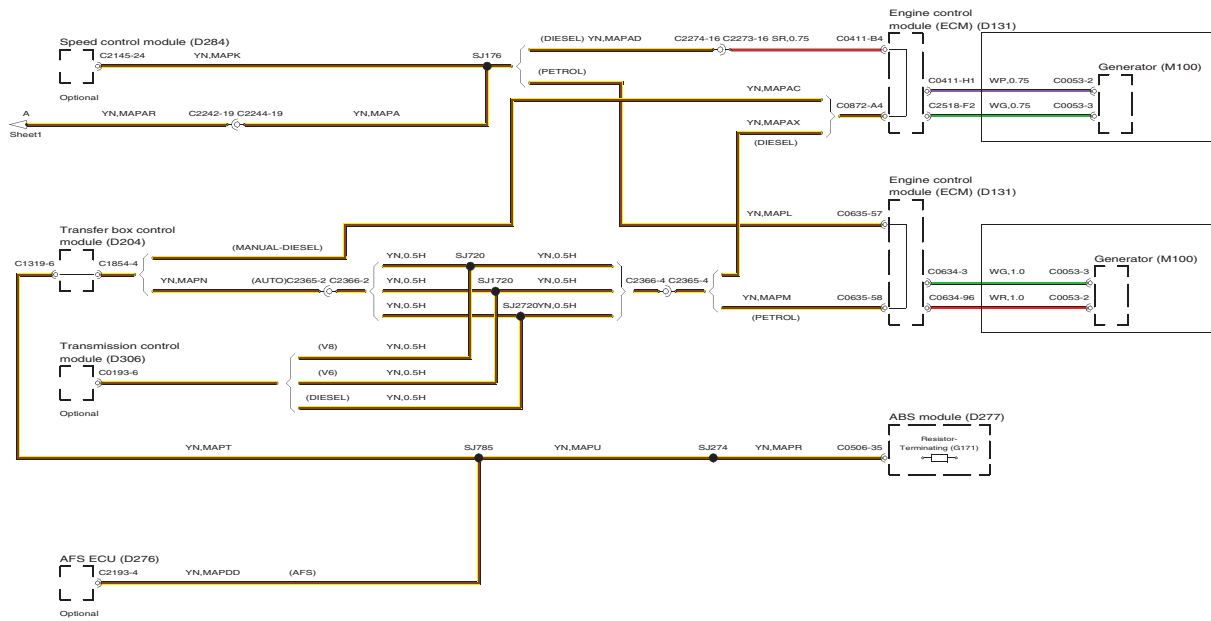 Engine control
module (ECM) (D131)
Speed control module (D284)
C2145-24 YN,MAPK SJ176
(DIESEL) YN,MAPAD C2274-16 C2273-16 SR,0.75 C0411-B4
(PETROL)
Generator (M100)
C0411-H1 WP,0.75 C0053-2
Optional
YN,MAPAC
C0872-A4 C2518-F2 WG,0.75 C0053-3
A YN,MAPAR C2242-19 C2244-19 YN,MAPA
Sheet1
YN,MAPAX
(DIESEL)
Engine control
module (ECM) (D131)
YN,MAPL C0635-57
Transfer box control
module (D204)
(MANUAL-DIESEL)
C1319-6 C1854-4
YN,0.5H SJ720 YN,0.5H
Generator (M100)
C0634-3 WG,1.0 C0053-3
YN,MAPN (AUTO)C2365-2 C2366-2 YN,0.5H SJ1720 YN,0.5H C2366-4 C2365-4
YN,0.5H SJ2720YN,0.5H
YN,MAPM C0635-58 C0634-96 WR,1.0 C0053-2
(PETROL)
Transmission control
module (D306)
(V8) YN,0.5H
C0193-6 (V6) YN,0.5H
(DIESEL) YN,0.5H
Optional
ABS module (D277)
Resistor-
Terminating (G171)
YN,MAPT SJ785 YN,MAPU SJ274 YN,MAPR C0506-35
AFS ECU (D276)
C2193-4 YN,MAPDD (AFS)
Optional